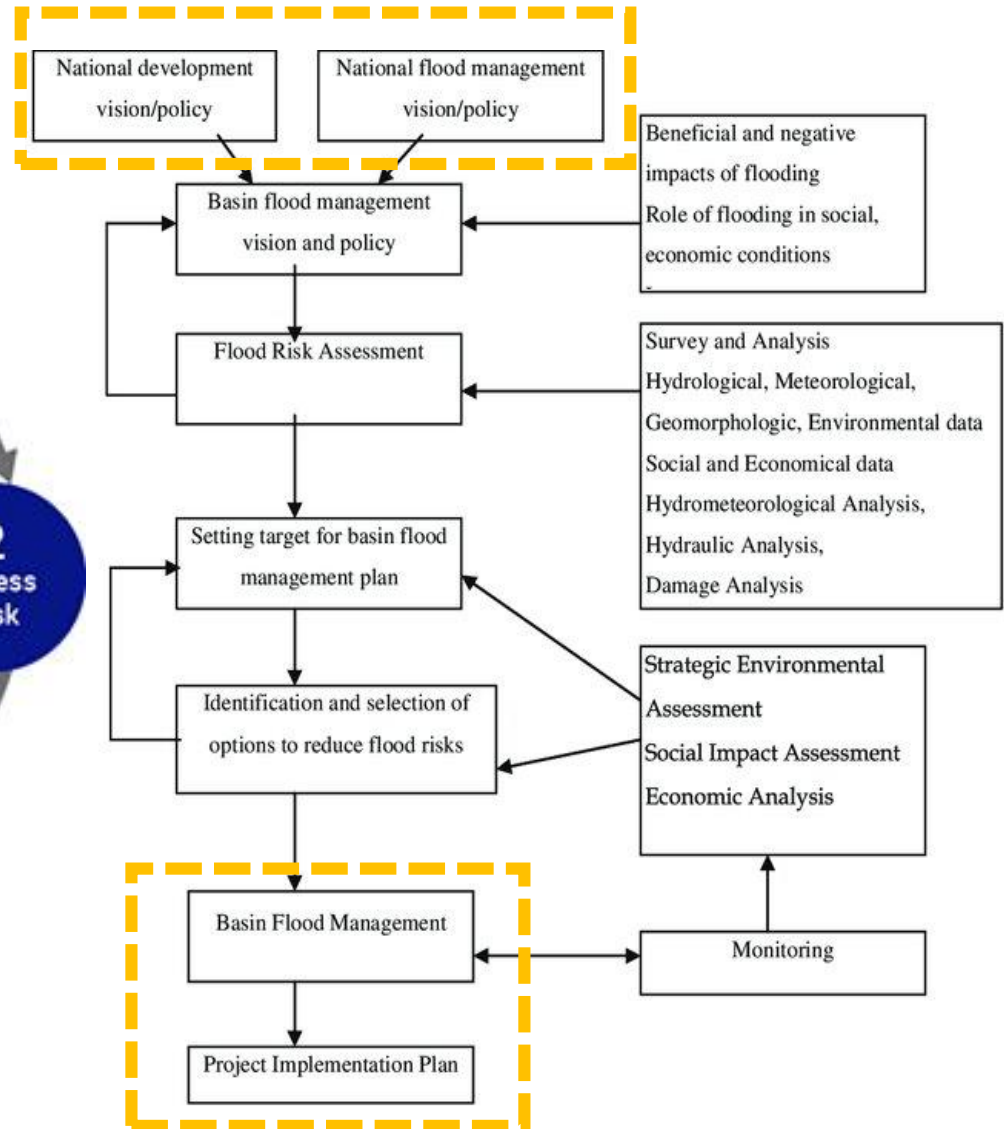 National development
vision/policy
National flood management
vision/policy
Beneficial and negative
impacts of flooding
Role of flooding in social,
economic conditions
-
Basin flood management
vision and policy
Flood Risk Assessment
Survey and Analysis
Hydrological, Meteorological,
Geomorphologic, Environmental data
Social and Economical data
Hydrometeorological Analysis,
Hydraulic Analysis,
Damage Analysis
Setting target for basin flood
management plan
Identification and selection of
options to reduce flood risks
Strategic Environmental
Assessment
Social Impact Assessment
Economic Analysis
Basin Flood Management
Monitoring
Project Implementation Plan